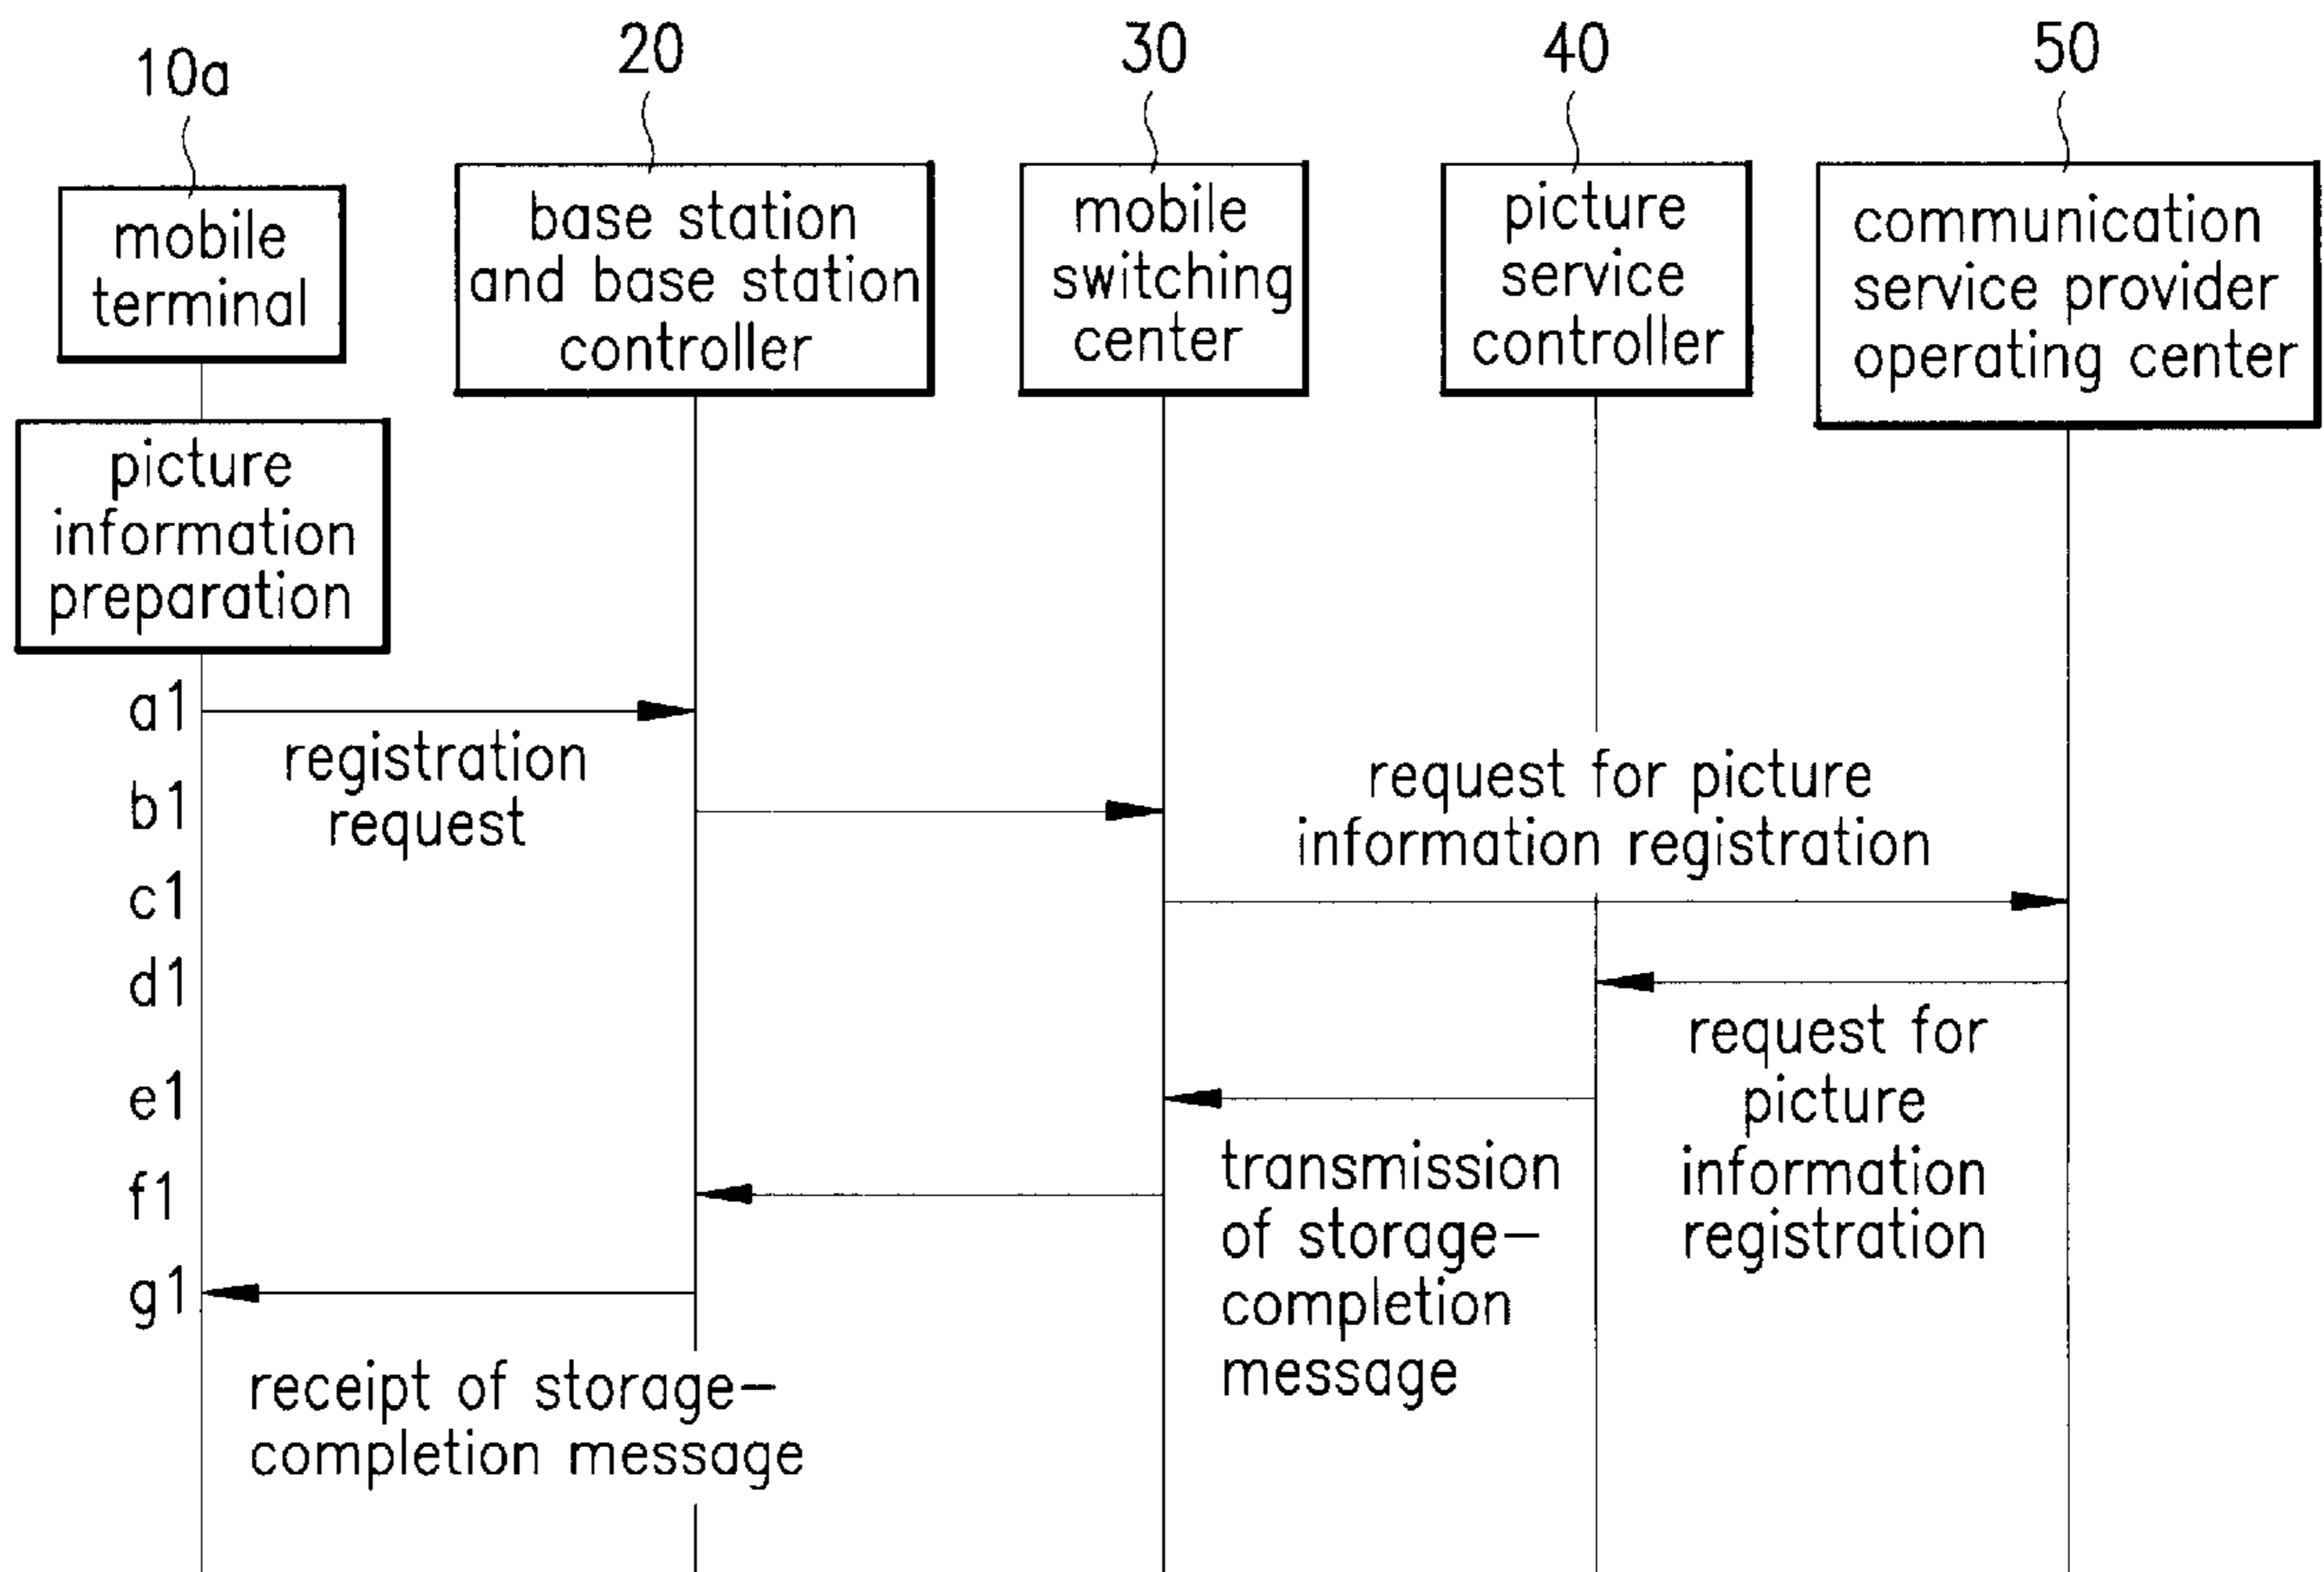 10a
20
30
40
50
mobile
terminal
base station
and base station
controller
mobile
switching
center
picture
service
controller
communication
service provider
operating center
picture
information
preparation
a1
registration
request
b1
request for picture
information registration
c1
d1
request for
picture
information
registration
e1
transmission
of storage-
completion
message
f1
g1
receipt of storage-
completion message